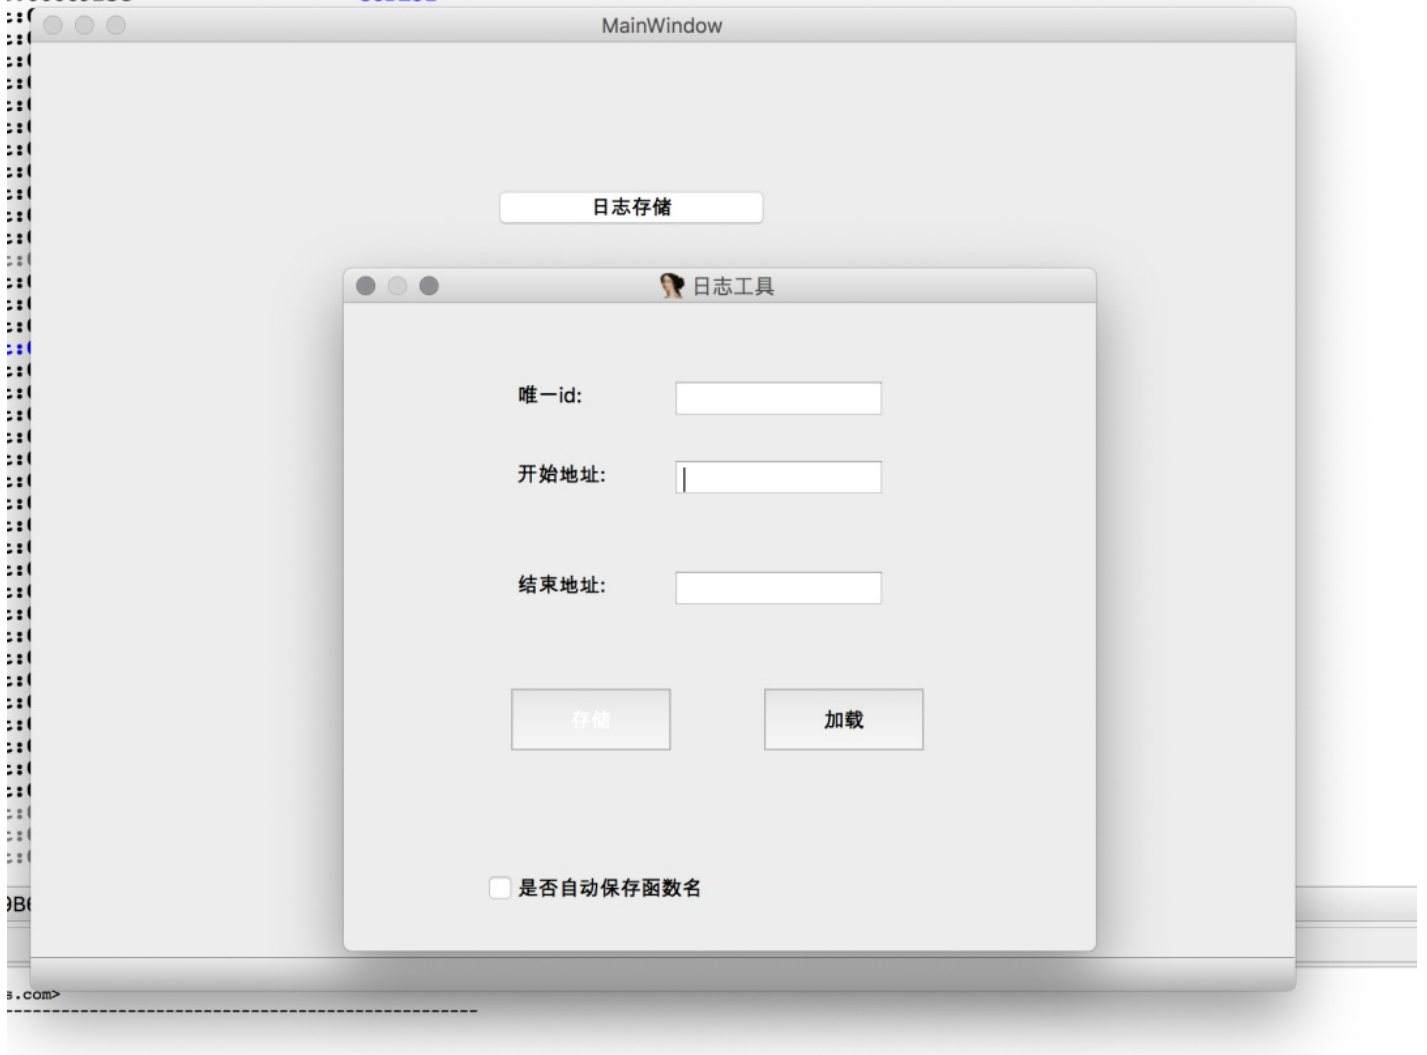 MainWindow
日志存储
日志工具
唯一id:
开始地址:
结束地址:
存储
加载
是否自动保存函数名
s.com>